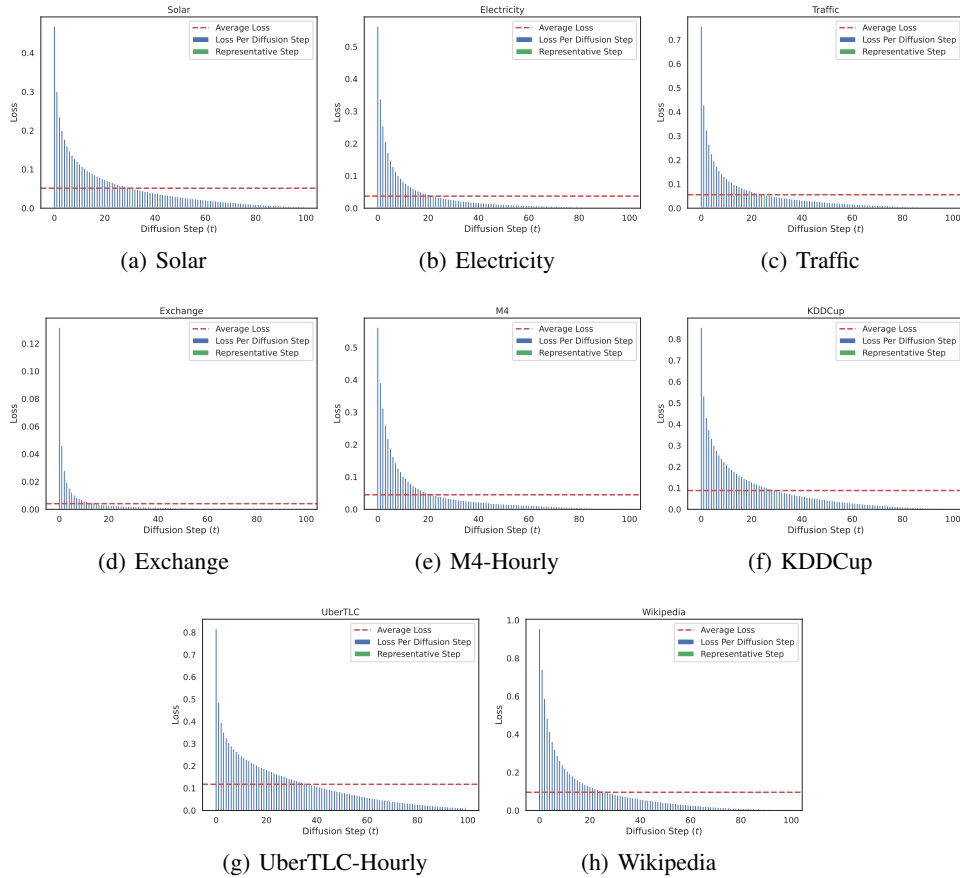 Solar
Average Loss
Loss Per Diffusion Step
Representative Step
Loss
0.4
0.3
0.2
0.1
0.0
0 20 40 60 80 100
Diffusion Step (t)
(a) Solar
Electricity
Average Loss
Loss Per Diffusion Step
Representative Step
Loss
0.5
0.4
0.3
0.2
0.1
0.0
0 20 40 60 80 100
Diffusion Step (t)
(b) Electricity
Traffic
Average Loss
Loss Per Diffusion Step
Representative Step
Loss
0.7
0.6
0.5
0.4
0.3
0.2
0.1
0.0
0 20 40 60 80 100
Diffusion Step (t)
(c) Traffic
Exchange
Average Loss
Loss Per Diffusion Step
Representative Step
Loss
0.12
0.10
0.08
0.06
0.04
0.02
0.00
0 20 40 60 80 100
Diffusion Step (t)
(d) Exchange
M4
Average Loss
Loss Per Diffusion Step
Representative Step
Loss
0.5
0.4
0.3
0.2
0.1
0.0
0 20 40 60 80 100
Diffusion Step (t)
(e) M4-Hourly
KDDCup
Average Loss
Loss Per Diffusion Step
Representative Step
Loss
0.8
0.7
0.6
0.5
0.4
0.3
0.2
0.1
0.0
0 20 40 60 80 100
Diffusion Step (t)
(f) KDDCup
UberTLC
Average Loss
Loss Per Diffusion Step
Representative Step
Loss
0.8
0.7
0.6
0.5
0.4
0.3
0.2
0.1
0.0
0 20 40 60 80 100
Diffusion Step (t)
(g) UberTLC-Hourly
Wikipedia
Average Loss
Loss Per Diffusion Step
Representative Step
Loss
1.0
0.8
0.6
0.4
0.2
0.0
0 20 40 60 80 100
Diffusion Step (t)
(h) Wikipedia